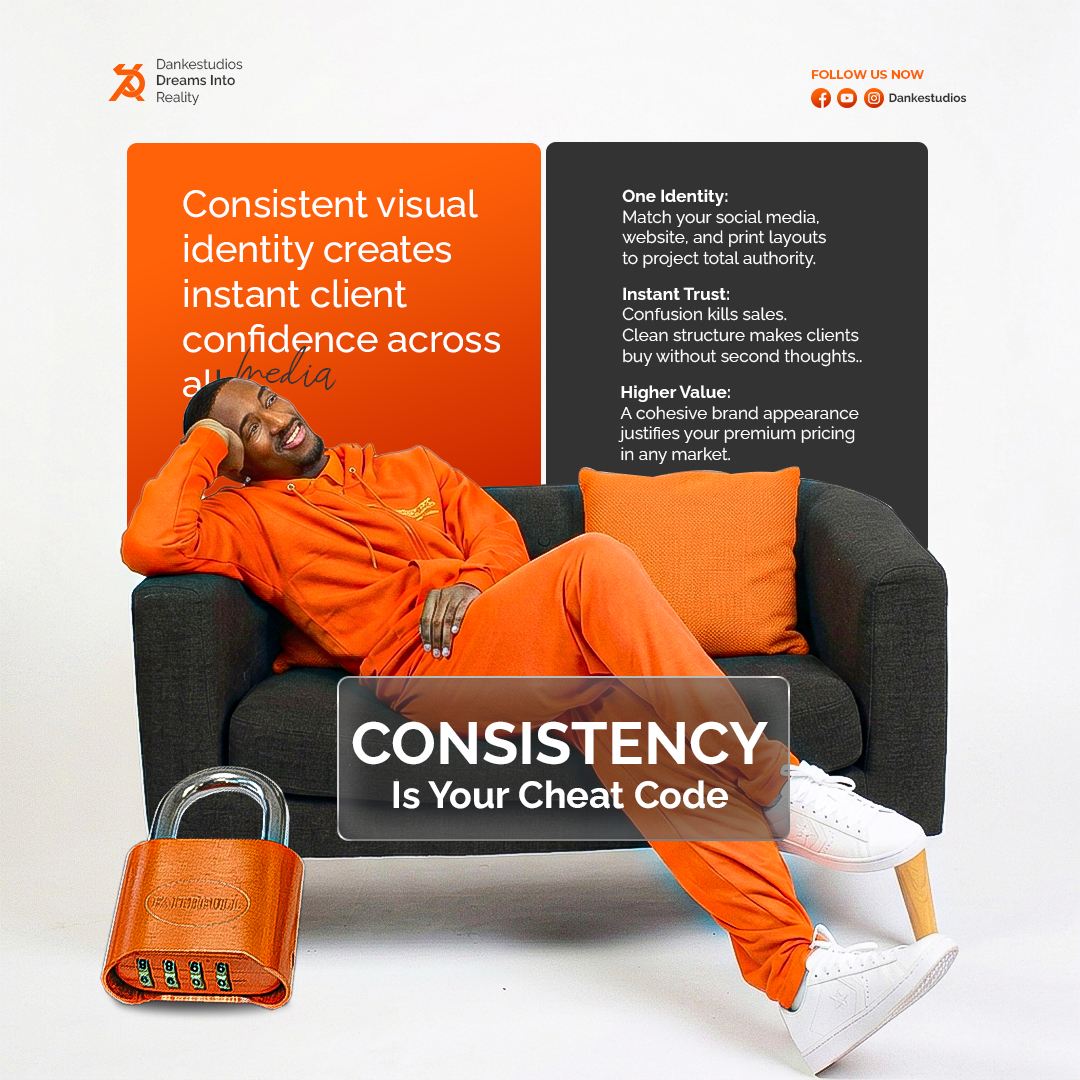 Dankestudios
Dreams Into
Reality
FOLLOW US NOW
Dankestudios
Consistent visual
identity creates
instant client
confidence across
all media
One Identity:
Match your social media,
website, and print layouts
to project total authority.
Instant Trust:
Confusion kills sales.
Clean structure makes clients
buy without second thoughts..
Higher Value:
A cohesive brand appearance
justifies your premium pricing
in any market.
CONSISTENCY
Is Your Cheat Code